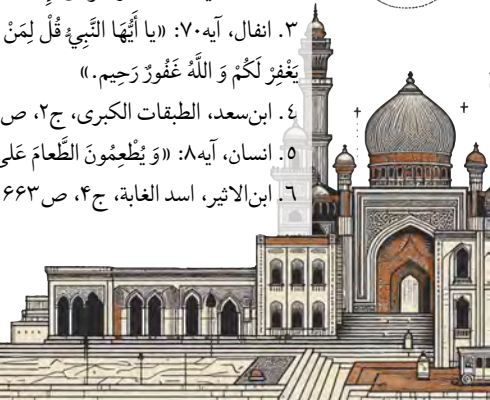 ۳. انفال، آیه۷۰: «يا أَيُّهَا النَّبِيُّ قُلْ لِمَنْ
يَغْفِرْ لَكُمْ وَ اللَّهُ غَفُورٌ رَحِيم.»
٤. ابن‌سعد، الطبقات الکبری، ج۲، ص
٥. انسان، آیه۸: «وَ يُطْعِمُونَ الطَّعامَ عَلى
٦. ابن‌الاثیر، اسد الغابة، ج۴، ص۶۶۳